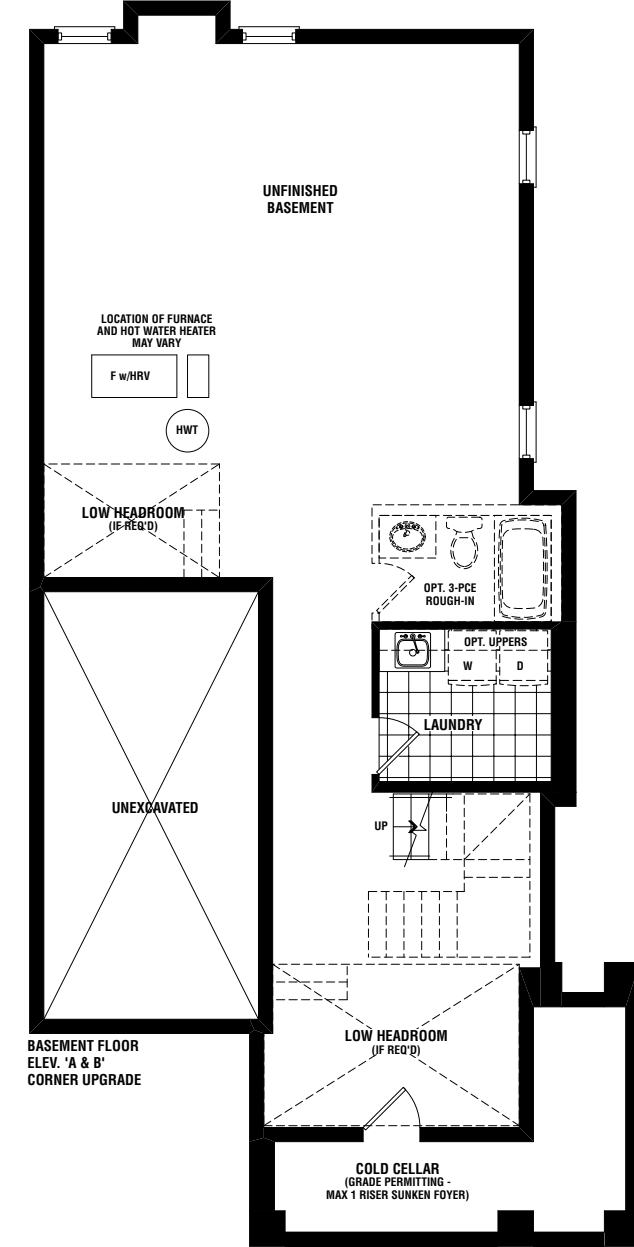 UNFINISHED
BASEMENT
LOCATION OF FURNACE
AND HOT WATER HEATER
MAY VARY
F w/HRV
HWT
LOW HEADROOM
(IF REQ'D)
OPT. 3-PCE
ROUGH-IN
OPT. UPPERS
W D
LAUNDRY
UNEXCAVATED
UP
LOW HEADROOM
(IF REQ'D)
BASEMENT FLOOR
ELEV. 'A & B'
CORNER UPGRADE
COLD CELLAR
(GRADE PERMITTING -
MAX 1 RISER SUNKEN FOYER)